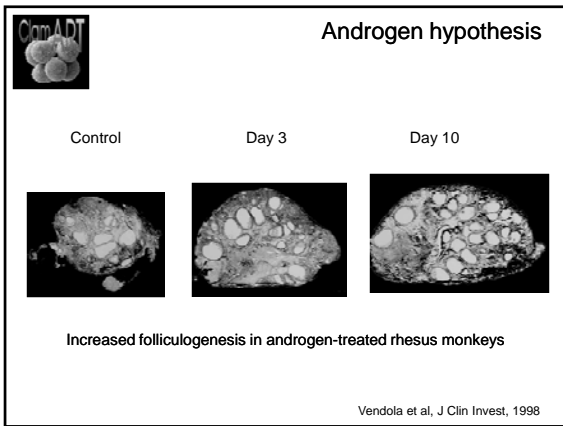 ClamART
Androgen hypothesis
Control
Day 3
Day 10
Increased folliculogenesis in androgen-treated rhesus monkeys
Vendola et al, J Clin Invest, 1998